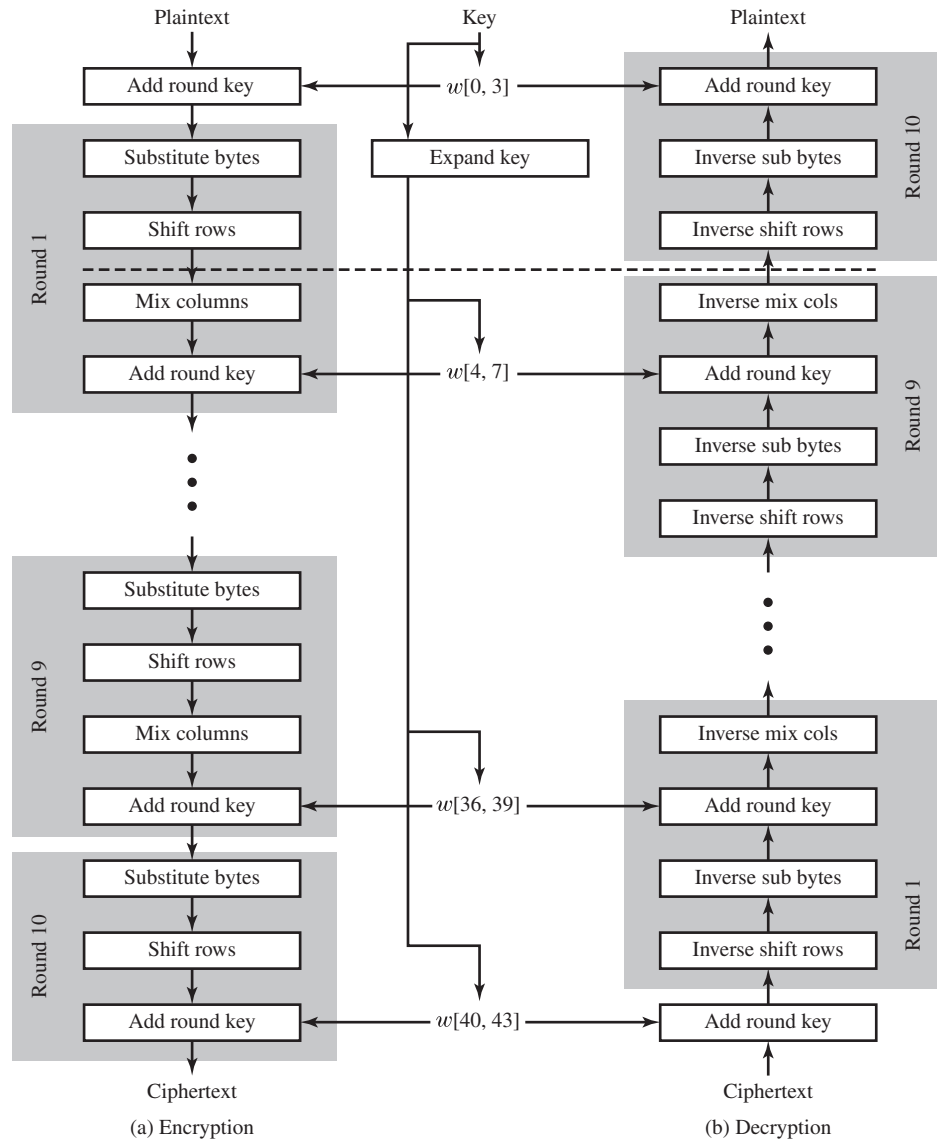 Plaintext
Add round key
Substitute bytes
Shift rows
Mix columns
Add round key
Round 1
Substitute bytes
Shift rows
Mix columns
Add round key
Round 9
Substitute bytes
Shift rows
Add round key
Round 10
Ciphertext
(a) Encryption
Key
w[0, 3]
Expand key
w[4, 7]
w[36, 39]
w[40, 43]
Plaintext
Add round key
Inverse sub bytes
Inverse shift rows
Round 10
Inverse mix cols
Add round key
Inverse sub bytes
Inverse shift rows
Round 9
Inverse mix cols
Add round key
Inverse sub bytes
Inverse shift rows
Round 1
Add round key
Ciphertext
(b) Decryption